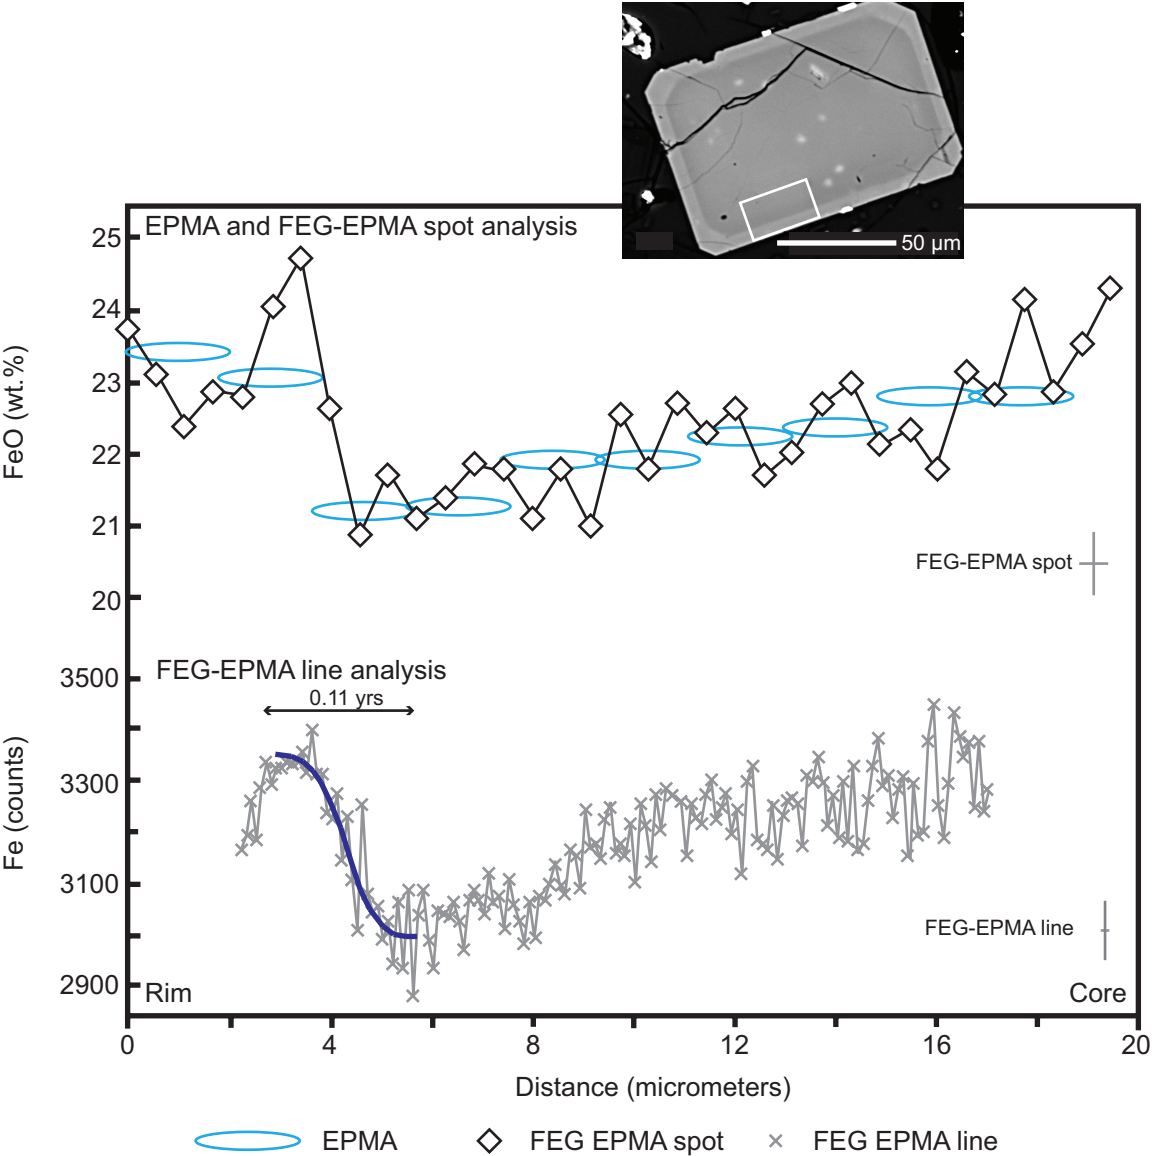 50 µm
EPMA and FEG-EPMA spot analysis
25
24
23
22
21
20
FeO (wt.%)
FEG-EPMA spot
FEG-EPMA line analysis
0.11 yrs
3500
3300
3100
2900
Fe (counts)
FEG-EPMA line
Rim
Core
0 4 8 12 16 20
Distance (micrometers)
EPMA FEG EPMA spot FEG EPMA line